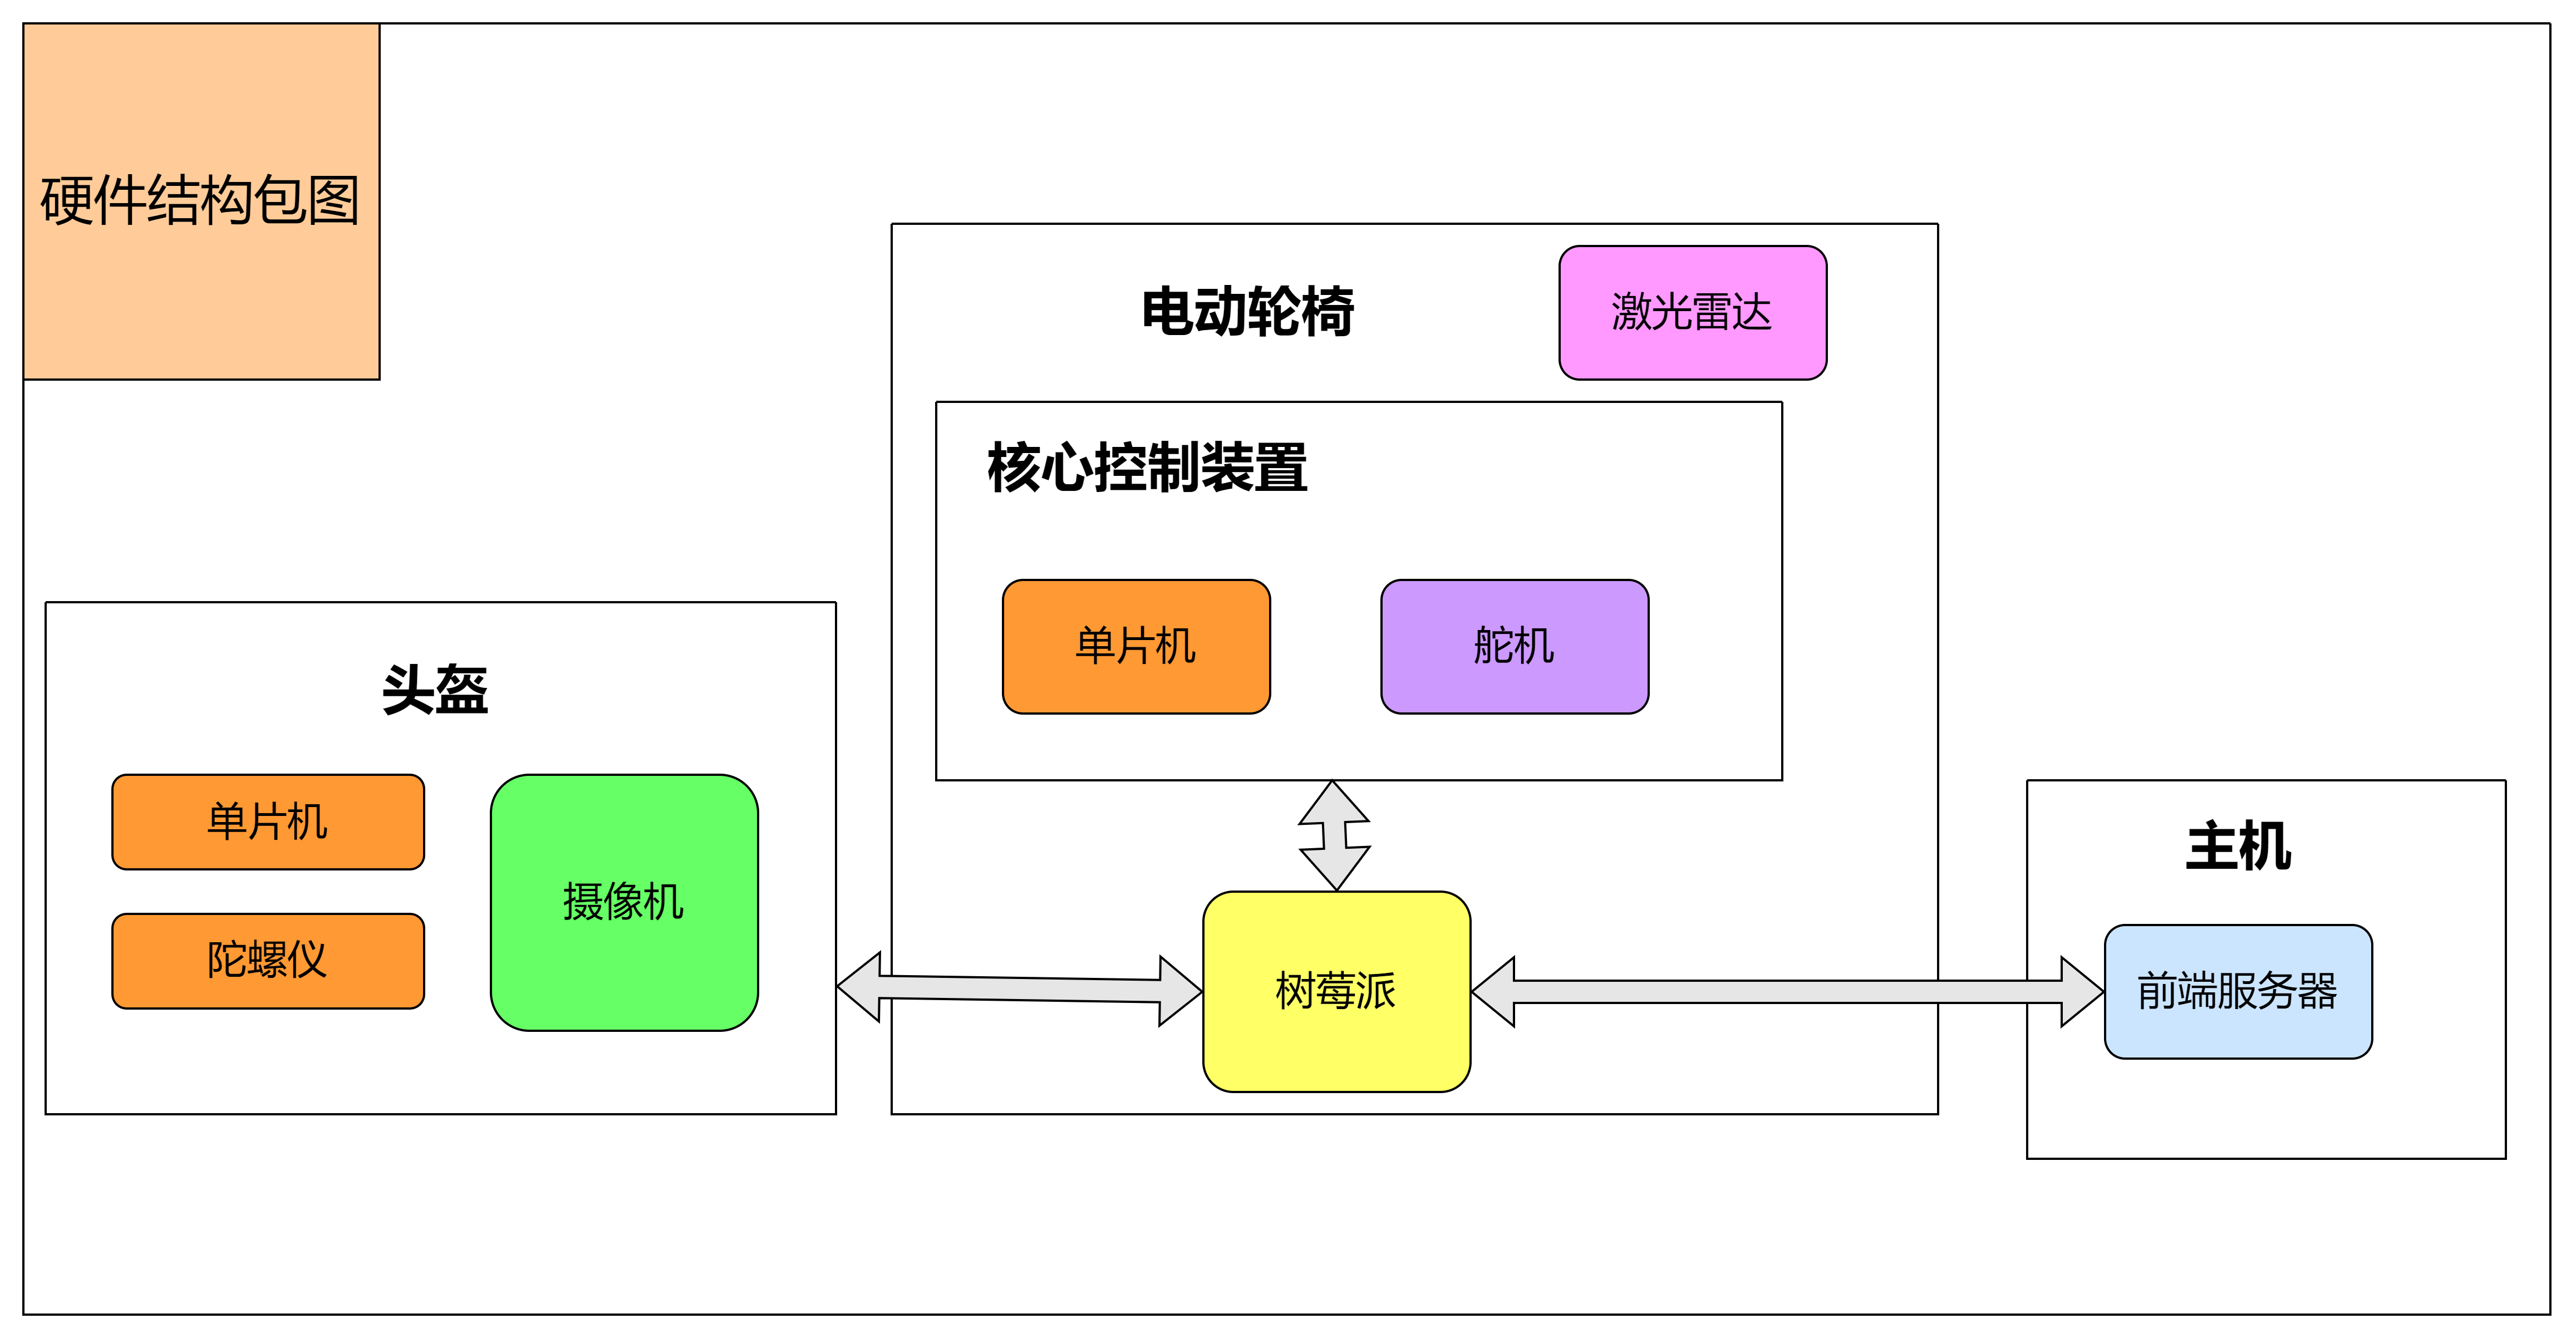 硬件结构包图
电动轮椅
激光雷达
核心控制装置
单片机
舵机
头盔
单片机
陀螺仪
摄像机
树莓派
主机
前端服务器